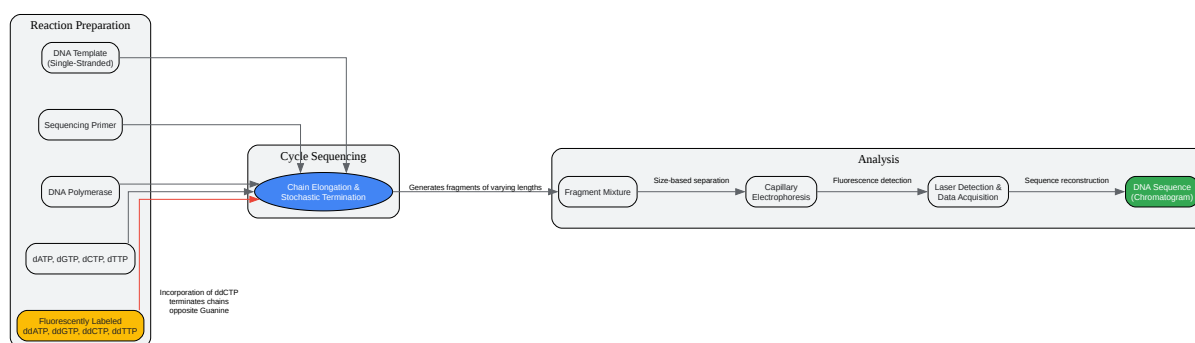 Reaction Preparation
DNA Template
(Single-Stranded)
Sequencing Primer
DNA Polymerase
dATP, dGTP, dCTP, dTTP
Fluorescently Labeled
ddATP, ddGTP, ddCTP, ddTTP
Incorporation of ddCTP
terminates chains
opposite Guanine
Cycle Sequencing
Chain Elongation &
Stochastic Termination
Generates fragments of varying lengths
Analysis
Fragment Mixture
Size-based separation
Capillary
Electrophoresis
Fluorescence detection
Laser Detection &
Data Acquisition
Sequence reconstruction
DNA Sequence
(Chromatogram)